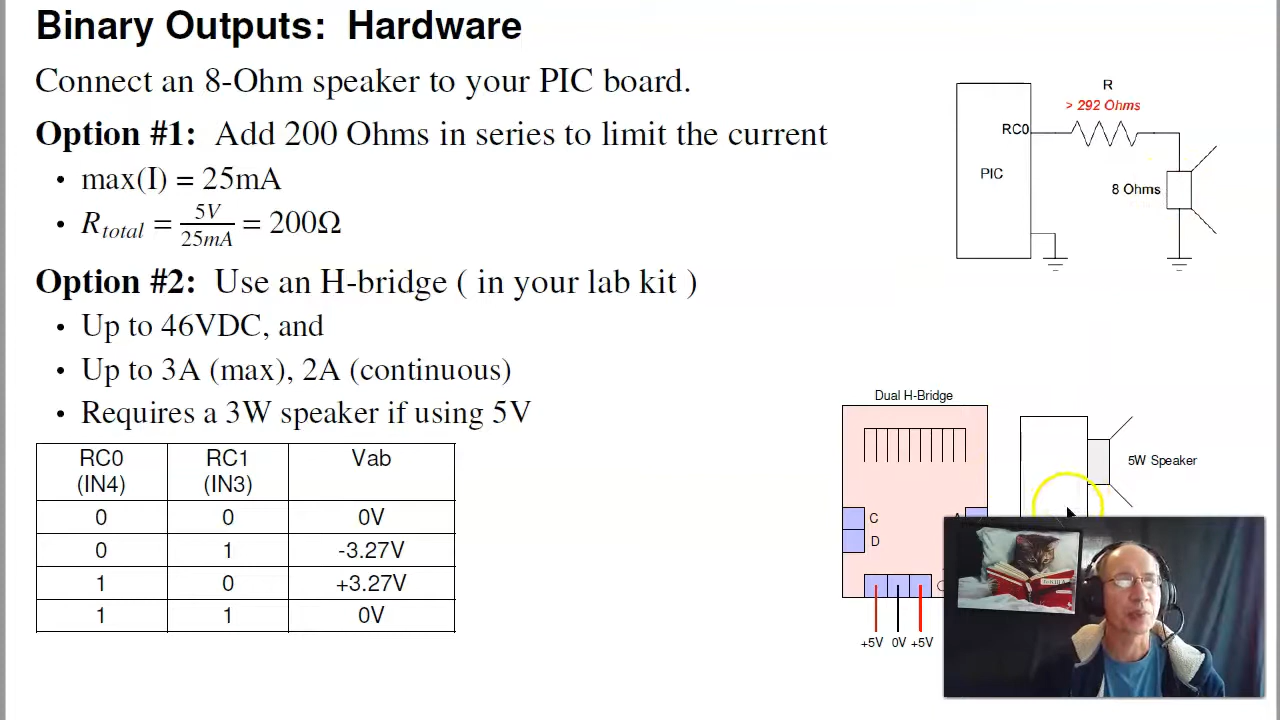 Binary Outputs: Hardware
Connect an 8-Ohm speaker to your PIC board.
Option #1: Add 200 Ohms in series to limit the current
• max(I) = 25mA
• R_total = 5V/25mA = 200Ω
Option #2: Use an H-bridge ( in your lab kit )
• Up to 46VDC, and
• Up to 3A (max), 2A (continuous)
• Requires a 3W speaker if using 5V
RC0 (IN4) RC1 (IN3) Vab
0 0 0V
0 1 -3.27V
1 0 +3.27V
1 1 0V
R
> 292 Ohms
RC0
PIC
8 Ohms
Dual H-Bridge
5W Speaker
C
D
+5V 0V +5V